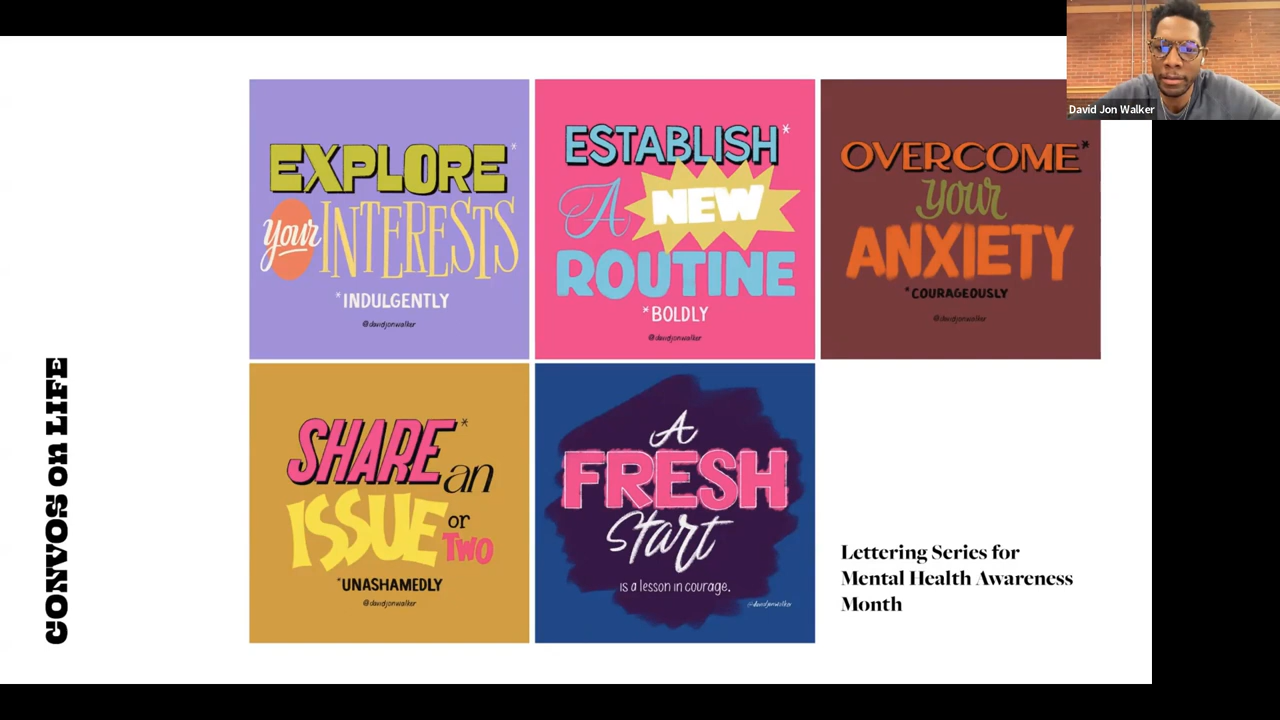 David Jon Walker
CONVOS on LIFE
EXPLORE*
your INTERESTS
*INDULGENTLY
@davidjonwalker
ESTABLISH*
A NEW
ROUTINE
*BOLDLY
@davidjonwalker
OVERCOME*
your
ANXIETY
*COURAGEOUSLY
@davidjonwalker
SHARE*
an
ISSUE or
TWO
*UNASHAMEDLY
@davidjonwalker
A
FRESH
Start
is a lesson in courage.
@davidjonwalker
Lettering Series for
Mental Health Awareness
Month